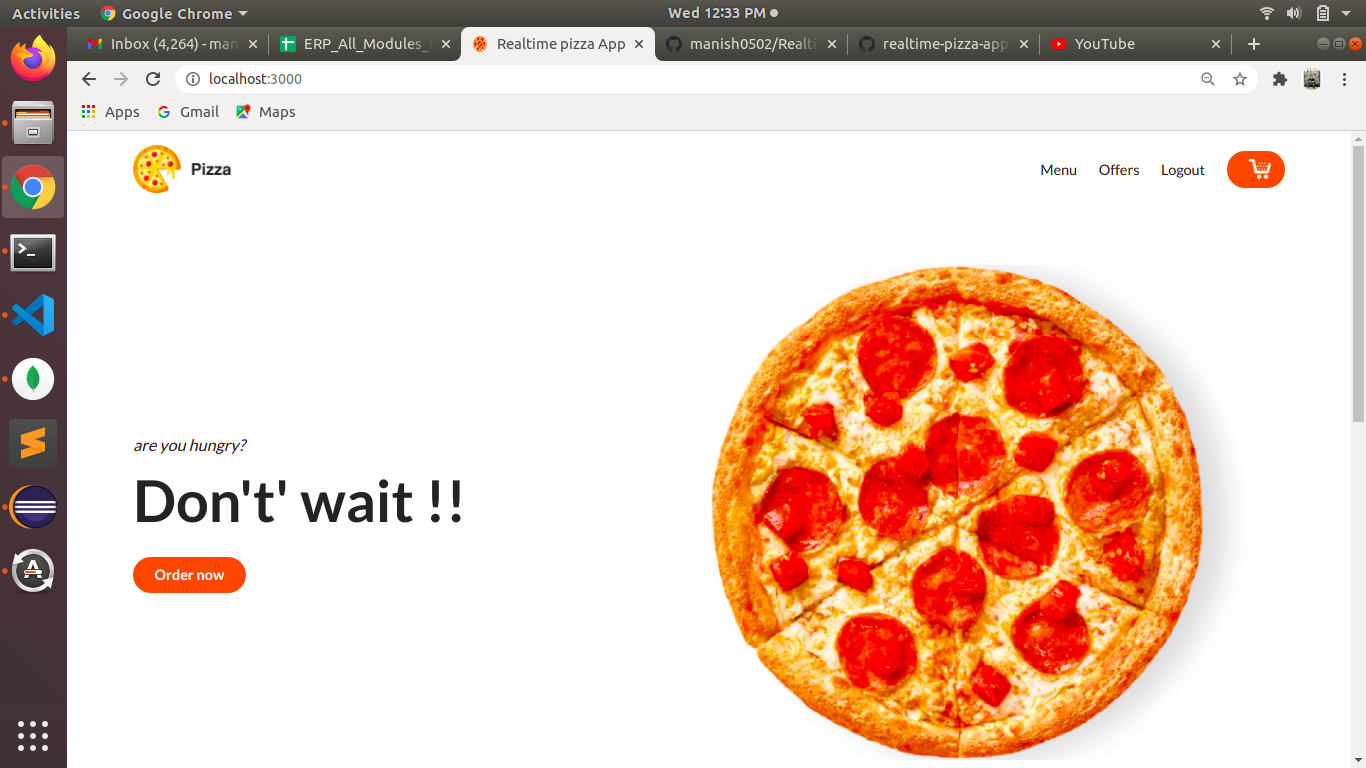 Activities Google Chrome Wed 12:33 PM
Inbox (4,264) - man ERP_All_Modules_ Realtime pizza App manish0502/Realti realtime-pizza-app YouTube
localhost:3000
Apps Gmail Maps
Pizza Menu Offers Logout
are you hungry?
Don't' wait !!
Order now